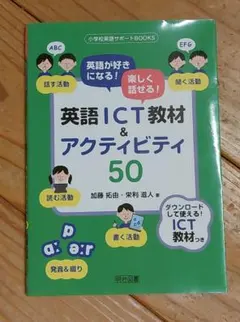 小学校英語サポートBOOKS
ABC
EFG
英語が好き
になる！
楽しく
話せる！
話す活動
聞く活動
英語ICT教材
&
アクティビティ
50
加藤 拓由・栄利 滋人 著
読む活動
書く活動
発音&綴り
ダウンロード
して使える！
ICT
教材つき
明治図書